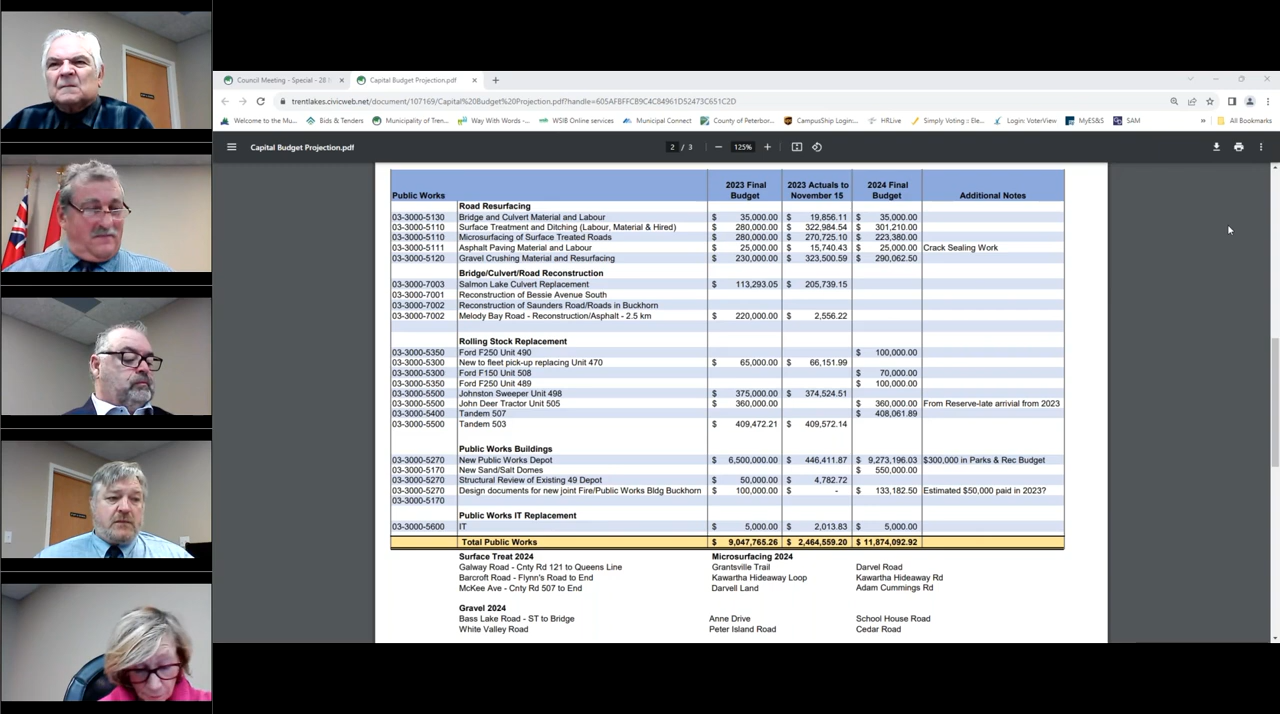 Council Meeting - Special - 28
Capital Budget Projection.pdf
trentlakes.civicweb.net/document/107169/Capital%20Budget%20Projection.pdf?handle=605AFBFFCB9C4C84961D52473C651C2D
Welcome to the Mu... Bids & Tenders Municipality of Tren... Way With Words -... WSIB Online services Municipal Connect County of Peterbor... CampusShip Login:... HRLive Simply Voting :: Ele... Login: VoterView MyES&S SAM » All Bookmarks
Capital Budget Projection.pdf 2 / 3 125%
Public Works 2023 Final Budget 2023 Actuals to November 15 2024 Final Budget Additional Notes
Road Resurfacing
03-3000-5130 Bridge and Culvert Material and Labour $ 35,000.00 $ 19,856.11 $ 35,000.00
03-3000-5110 Surface Treatment and Ditching (Labour, Material & Hired) $ 280,000.00 $ 322,984.54 $ 301,210.00
03-3000-5110 Microsurfacing of Surface Treated Roads $ 280,000.00 $ 270,725.10 $ 223,380.00
03-3000-5111 Asphalt Paving Material and Labour $ 25,000.00 $ 15,740.43 $ 25,000.00 Crack Sealing Work
03-3000-5120 Gravel Crushing Material and Resurfacing $ 230,000.00 $ 323,500.59 $ 290,062.50
Bridge/Culvert/Road Reconstruction
03-3000-7003 Salmon Lake Culvert Replacement $ 113,293.05 $ 205,739.15
03-3000-7001 Reconstruction of Bessie Avenue South
03-3000-7002 Reconstruction of Saunders Road/Roads in Buckhorn
03-3000-7002 Melody Bay Road - Reconstruction/Asphalt - 2.5 km $ 220,000.00 $ 2,556.22
Rolling Stock Replacement
03-3000-5350 Ford F250 Unit 490 $ 100,000.00
03-3000-5300 New to fleet pick-up replacing Unit 470 $ 65,000.00 $ 66,151.99
03-3000-5300 Ford F150 Unit 508 $ 70,000.00
03-3000-5350 Ford F250 Unit 489 $ 100,000.00
03-3000-5500 Johnston Sweeper Unit 498 $ 375,000.00 $ 374,524.51
03-3000-5500 John Deer Tractor Unit 505 $ 360,000.00 $ 360,000.00 From Reserve-late arrivial from 2023
03-3000-5400 Tandem 507 $ 408,061.89
03-3000-5500 Tandem 503 $ 409,472.21 $ 409,572.14
Public Works Buildings
03-3000-5270 New Public Works Depot $ 6,500,000.00 $ 446,411.87 $ 9,273,196.03 $300,000 in Parks & Rec Budget
03-3000-5170 New Sand/Salt Domes $ 550,000.00
03-3000-5270 Structural Review of Existing 49 Depot $ 50,000.00 $ 4,782.72
03-3000-5270 Design documents for new joint Fire/Public Works Bldg Buckhorn $ 100,000.00 $ - $ 133,182.50 Estimated $50,000 paid in 2023?
03-3000-5170
Public Works IT Replacement
03-3000-5600 IT $ 5,000.00 $ 2,013.83 $ 5,000.00
Total Public Works $ 9,047,765.26 $ 2,464,559.20 $ 11,874,092.92
Surface Treat 2024 Microsurfacing 2024
Galway Road - Cnty Rd 121 to Queens Line Grantsville Trail Darvel Road
Barcroft Road - Flynn's Road to End Kawartha Hideaway Loop Kawartha Hideaway Rd
McKee Ave - Cnty Rd 507 to End Darvell Land Adam Cummings Rd
Gravel 2024
Bass Lake Road - ST to Bridge Anne Drive School House Road
White Valley Road Peter Island Road Cedar Road